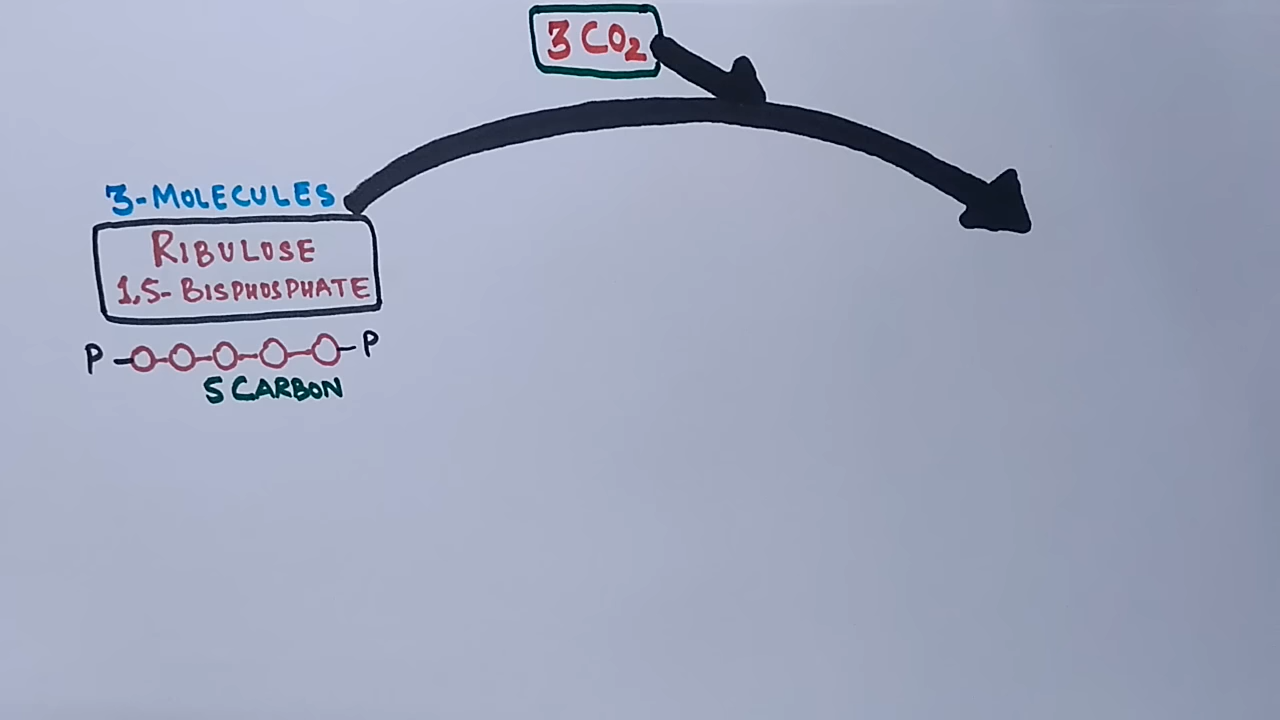 3 CO2
3-MOLECULES
RIBULOSE
1,5-BISPHOSPHATE
P P
5 CARBON